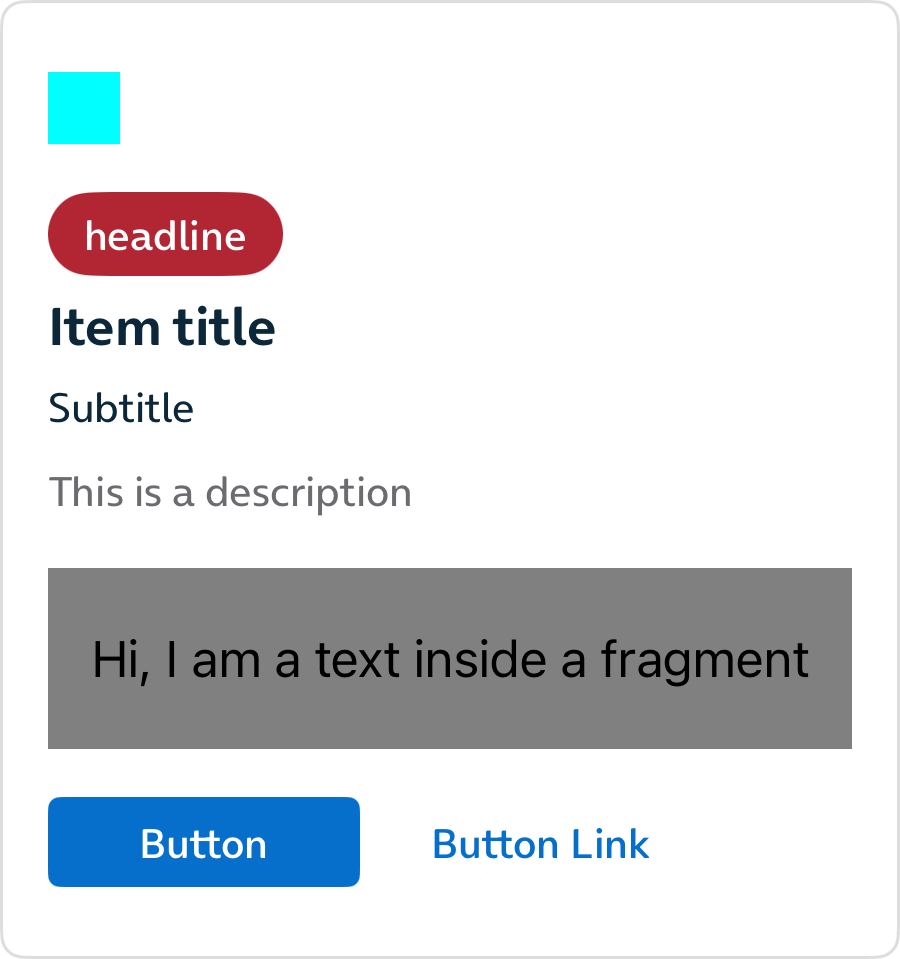 headline
Item title
Subtitle
This is a description
Hi, I am a text inside a fragment
Button
Button Link